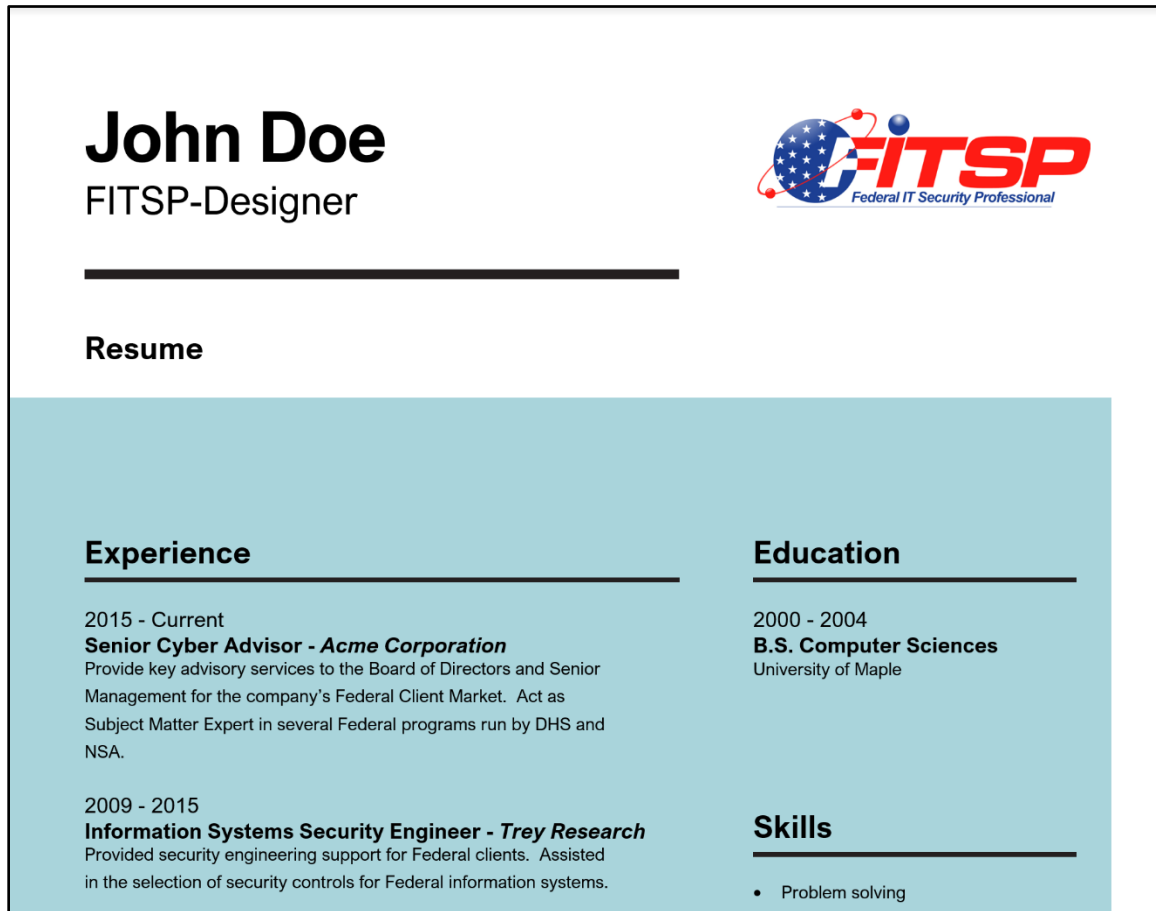 John Doe
FITSP-Designer
FITSP
Federal IT Security Professional
Resume
Experience
2015 - Current
Senior Cyber Advisor - Acme Corporation
Provide key advisory services to the Board of Directors and Senior
Management for the company’s Federal Client Market.  Act as
Subject Matter Expert in several Federal programs run by DHS and
NSA.
2009 - 2015
Information Systems Security Engineer - Trey Research
Provided security engineering support for Federal clients.  Assisted
in the selection of security controls for Federal information systems.
Education
2000 - 2004
B.S. Computer Sciences
University of Maple
Skills
• Problem solving